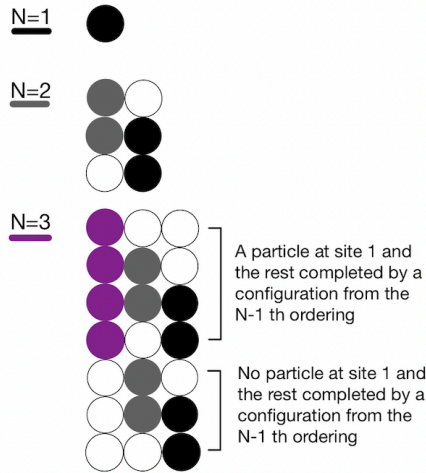 N=1
N=2
N=3
A particle at site 1 and
the rest completed by a
configuration from the
N-1 th ordering
No particle at site 1 and
the rest completed by a
configuration from the
N-1 th ordering